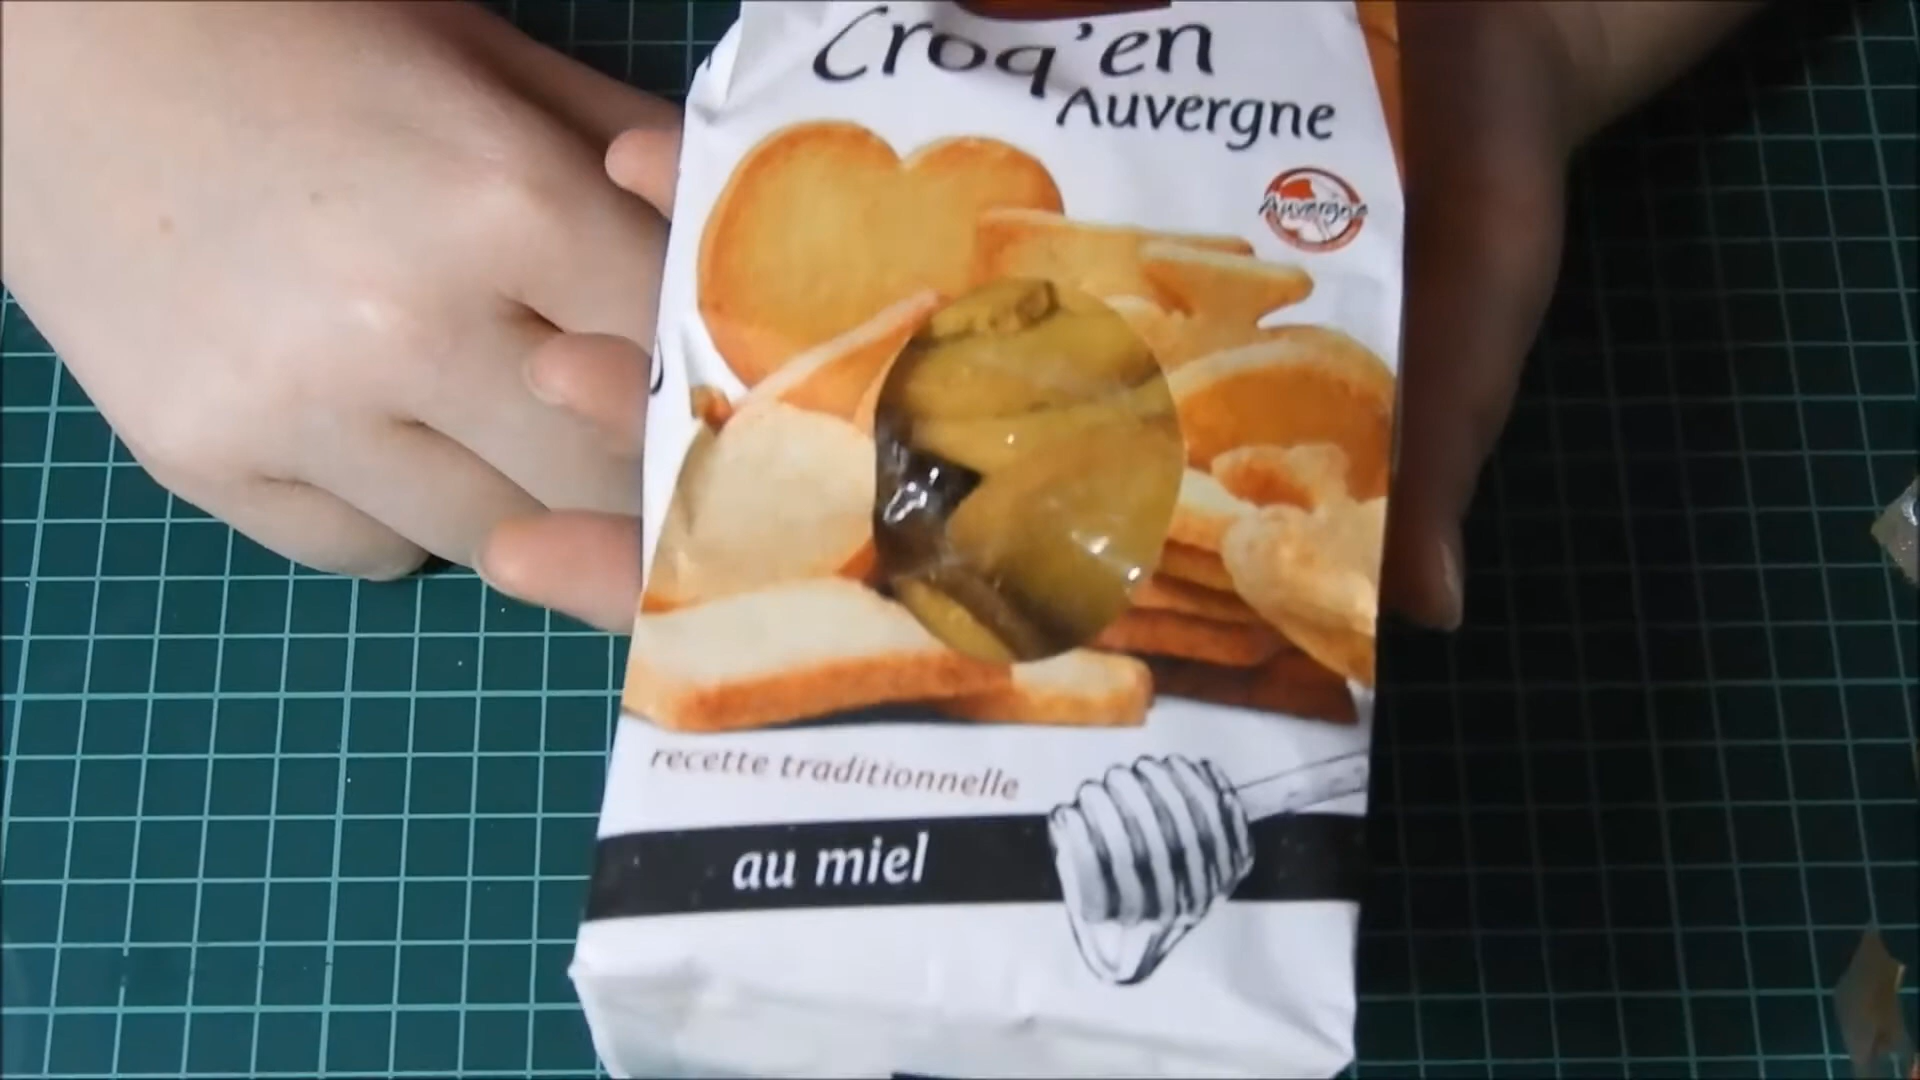 Croq'en
Auvergne
Auvergne
recette traditionnelle
au miel